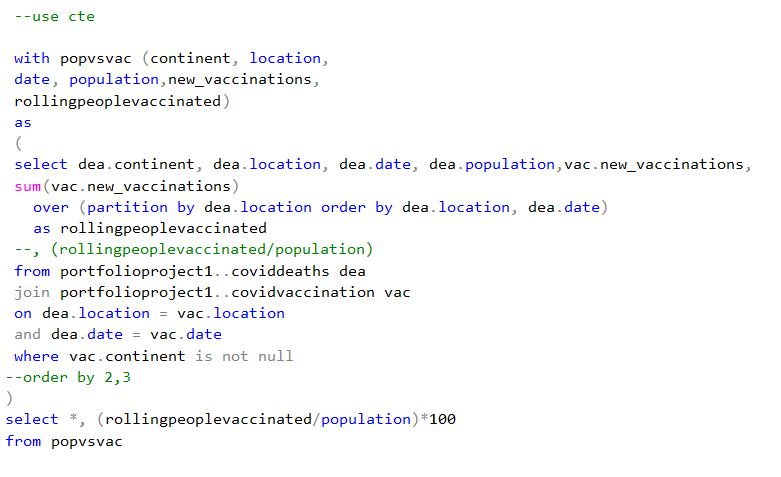 --use cte
with popvsvac (continent, location,
date, population,new_vaccinations,
rollingpeoplevaccinated)
as
(
select dea.continent, dea.location, dea.date, dea.population,vac.new_vaccinations,
sum(vac.new_vaccinations)
over (partition by dea.location order by dea.location, dea.date)
as rollingpeoplevaccinated
--, (rollingpeoplevaccinated/population)
from portfolioproject1..coviddeaths dea
join portfolioproject1..covidvaccination vac
on dea.location = vac.location
and dea.date = vac.date
where vac.continent is not null
--order by 2,3
)
select *, (rollingpeoplevaccinated/population)*100
from popvsvac